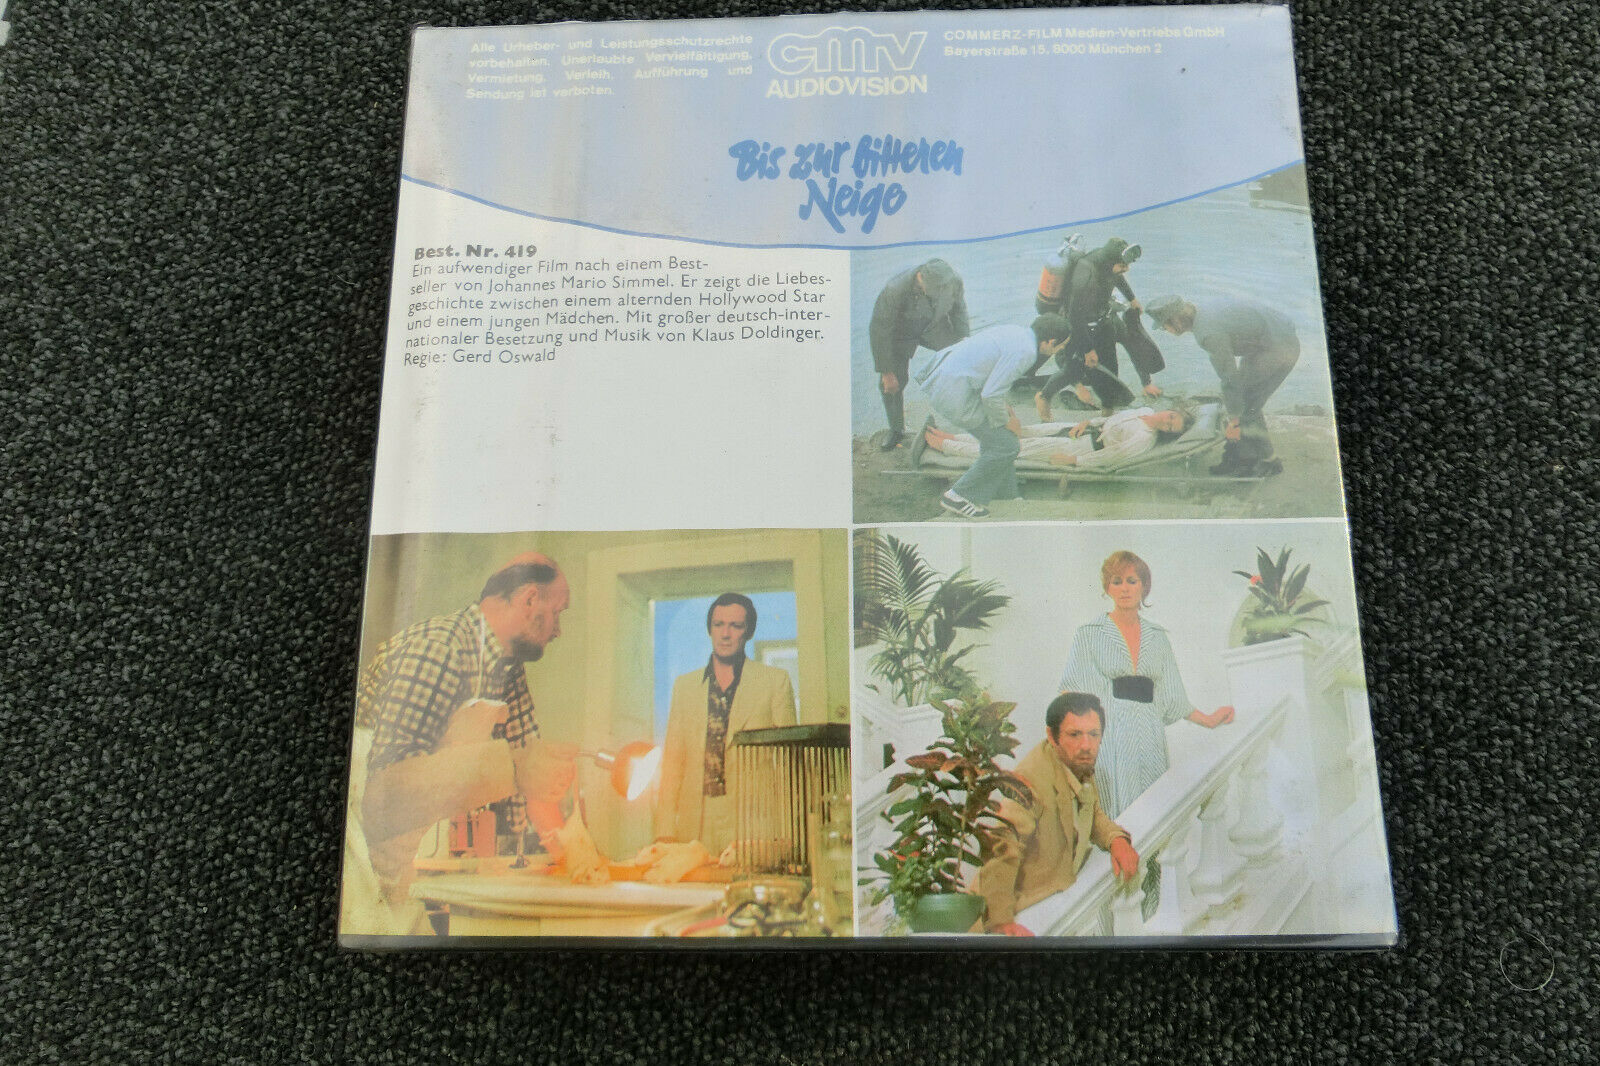 Alle Urheber- und Leistungsschutzrechte
vorbehalten. Unerlaubte Vervielfältigung,
Vermietung, Verleih, Aufführung und
Sendung ist verboten.
cmv
AUDIOVISION
COMMERZ-FILM Medien-Vertriebs GmbH
Bayerstraße 15, 8000 München 2
Bis zur bitteren
Neige
Best. Nr. 419
Ein aufwendiger Film nach einem Best-
seller von Johannes Mario Simmel. Er zeigt die Liebes-
geschichte zwischen einem alternden Hollywood Star
und einem jungen Mädchen. Mit großer deutsch-inter-
nationaler Besetzung und Musik von Klaus Doldinger.
Regie: Gerd Oswald